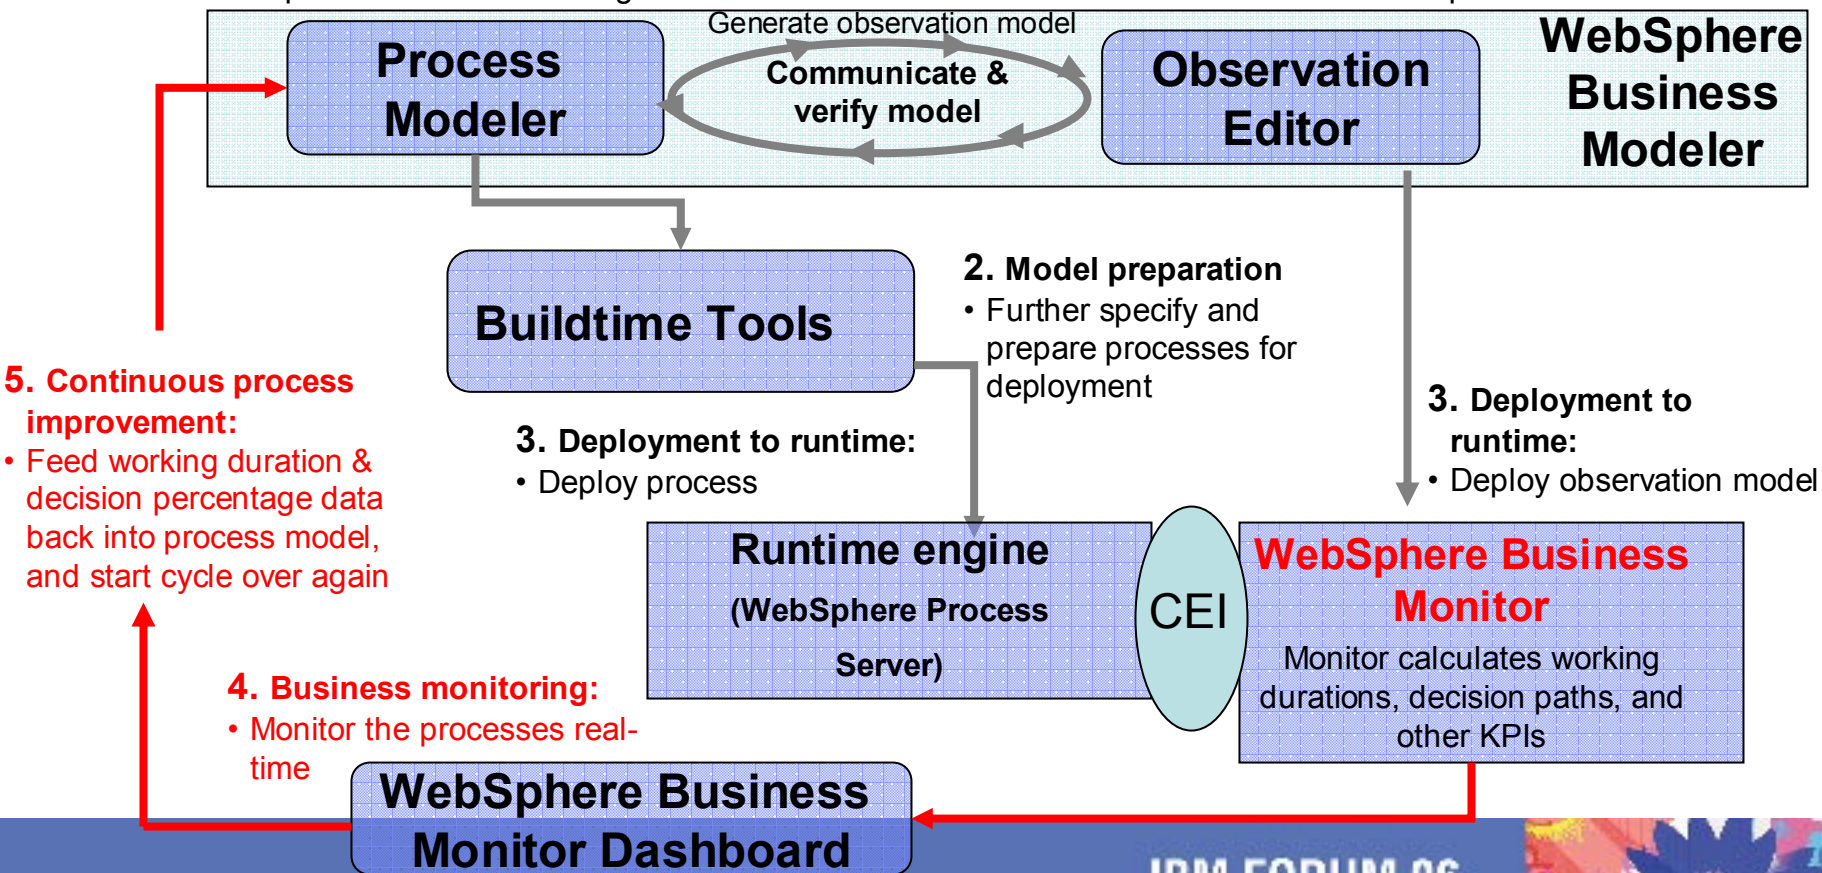 Generate observation model
Process
Modeler
Communicate &
verify model
Observation
Editor
WebSphere
Business
Modeler
Buildtime Tools
2. Model preparation
• Further specify and
prepare processes for
deployment
5. Continuous process
improvement:
• Feed working duration &
decision percentage data
back into process model,
and start cycle over again
3. Deployment to runtime:
• Deploy process
3. Deployment to
runtime:
• Deploy observation model
Runtime engine
(WebSphere Process
Server)
CEI
WebSphere Business
Monitor
Monitor calculates working
durations, decision paths, and
other KPIs
4. Business monitoring:
• Monitor the processes real-
time
WebSphere Business
Monitor Dashboard
IBM FORUM 06